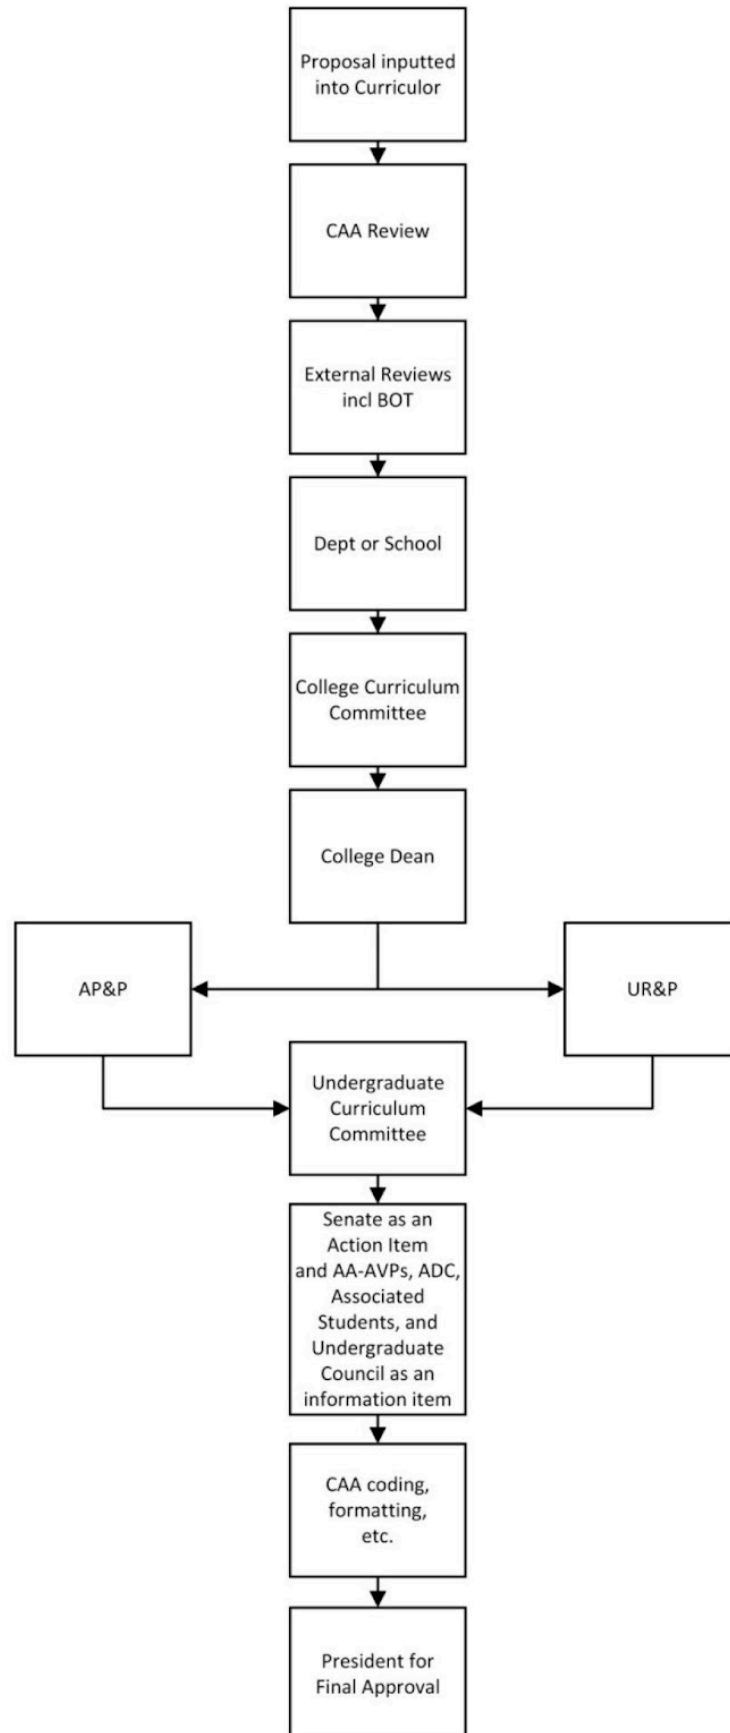 Proposal inputted
into Curriculor
CAA Review
External Reviews
incl BOT
Dept or School
College Curriculum
Committee
College Dean
AP&P
UR&P
Undergraduate
Curriculum
Committee
Senate as an
Action Item
and AA-AVPs, ADC,
Associated
Students, and
Undergraduate
Council as an
information item
CAA coding,
formatting,
etc.
President for
Final Approval